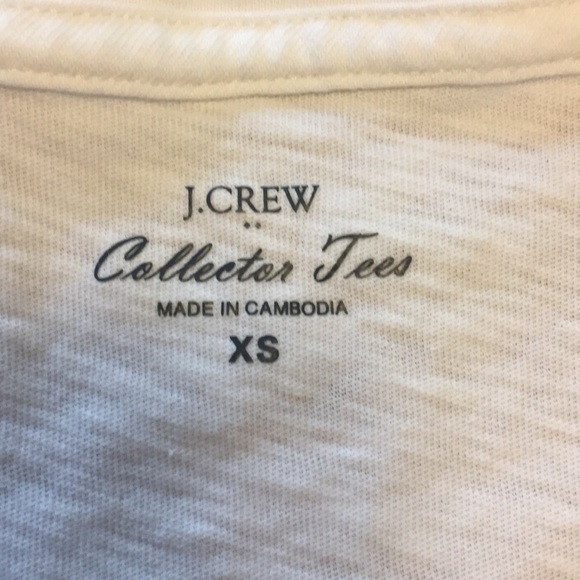 J.CREW
Collector Tees
MADE IN CAMBODIA
XS